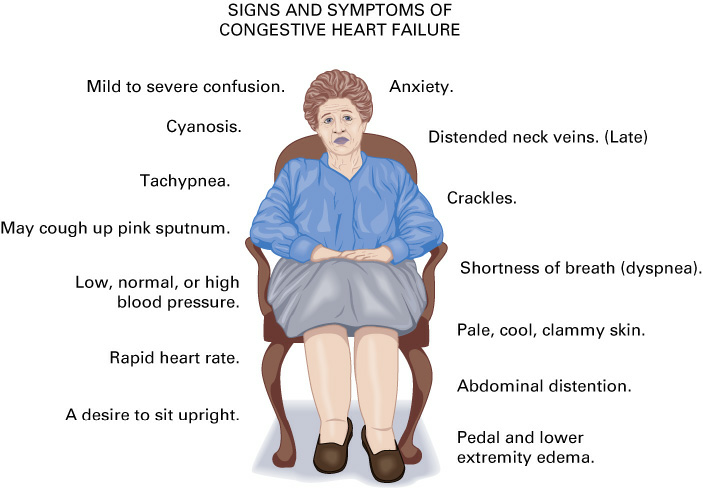 SIGNS AND SYMPTOMS OF
CONGESTIVE HEART FAILURE
Mild to severe confusion.
Anxiety.
Cyanosis.
Distended neck veins. (Late)
Tachypnea.
Crackles.
May cough up pink sputnum.
Shortness of breath (dyspnea).
Low, normal, or high
blood pressure.
Pale, cool, clammy skin.
Rapid heart rate.
Abdominal distention.
A desire to sit upright.
Pedal and lower
extremity edema.